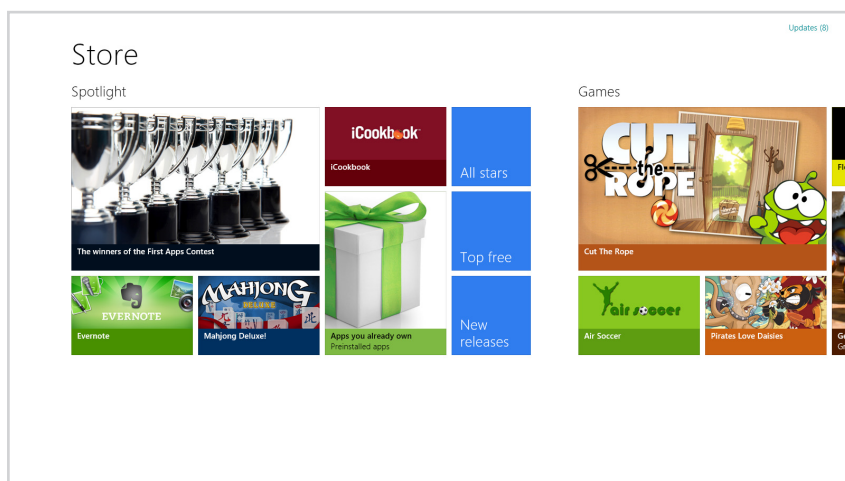 Updates (8)
Store
Spotlight
The winners of the First Apps Contest
iCookbook
iCookbook
All stars
Top free
New
releases
EVERNOTE
Evernote
MAHJONG
DELUXE
Mahjong Deluxe!
Apps you already own
Preinstalled apps
Games
CUT
the
ROPE
Cut The Rope
air soccer
Air Soccer
Pirates Love Daisies